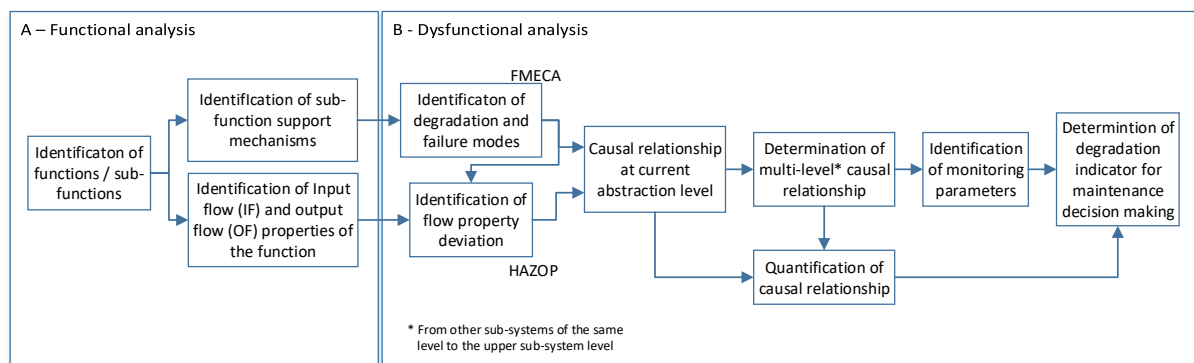 A – Functional analysis
Identificaton of
functions / sub-
functions
IdentifIcation of sub-
function support
mechanisms
Identification of Input
flow (IF) and output
flow (OF) properties of
the function
B - Dysfunctional analysis
FMECA
Identificaton of
degradation and
failure modes
Identification of
flow property
deviation
HAZOP
Causal relationship
at current
abstraction level
Determination of
multi-level* causal
relationship
Quantification of
causal relationship
Identification
of monitoring
parameters
Determintion of
degradation
indicator for
maintenance
decision making
* From other sub-systems of the same
level to the upper sub-system level